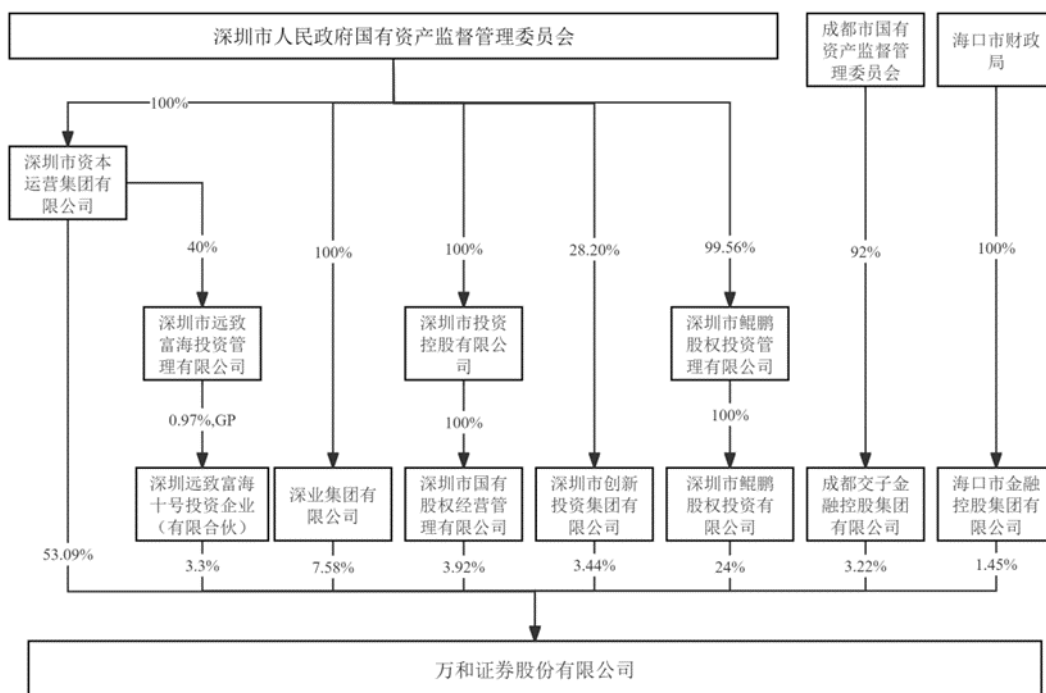 深圳市人民政府国有资产监督管理委员会
成都市国有
资产监督管
理委员会
海口市财政
局
100%
深圳市资本
运营集团有
限公司
40%
100%
100%
28.20%
99.56%
92%
100%
深圳市远致
富海投资管
理有限公司
深圳市投资
控股有限公
司
深圳市鲲鹏
股权投资管
理有限公司
0.97%,GP
100%
100%
深圳远致富海
十号投资企业
（有限合伙）
深业集团有
限公司
深圳市国有
股权经营管
理有限公司
深圳市创新
投资集团有
限公司
深圳市鲲鹏
股权投资有
限公司
成都交子金
融控股集团
有限公司
海口市金融
控股集团有
限公司
53.09%
3.3%
7.58%
3.92%
3.44%
24%
3.22%
1.45%
万和证券股份有限公司